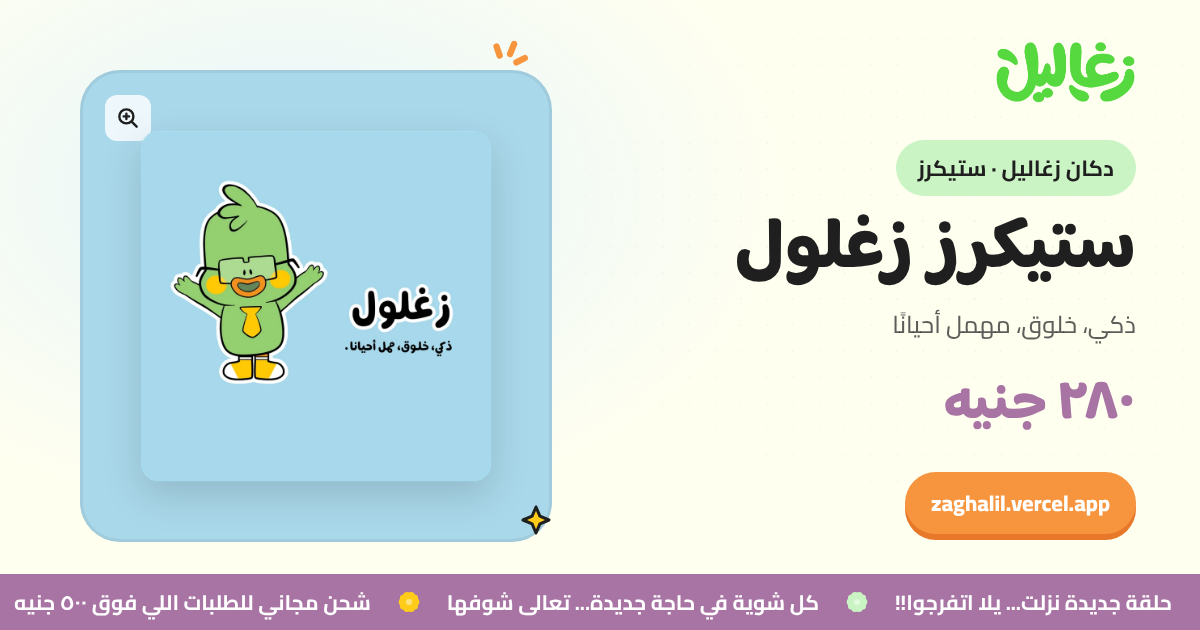 زغاليل
دكان زغاليل · ستيكرز
ستيكرز زغلول
ذكي، خلوق، مهمل أحيانًا
٢٨٠ جنيه
zaghalil.vercel.app
زغلول
ذكي، خلوق، مهمل أحيانا .
حلقة جديدة نزلت... يلا اتفرجوا!! كل شوية في حاجة جديدة... تعالى شوفها شحن مجاني للطلبات اللي فوق ٥٠٠ جنيه